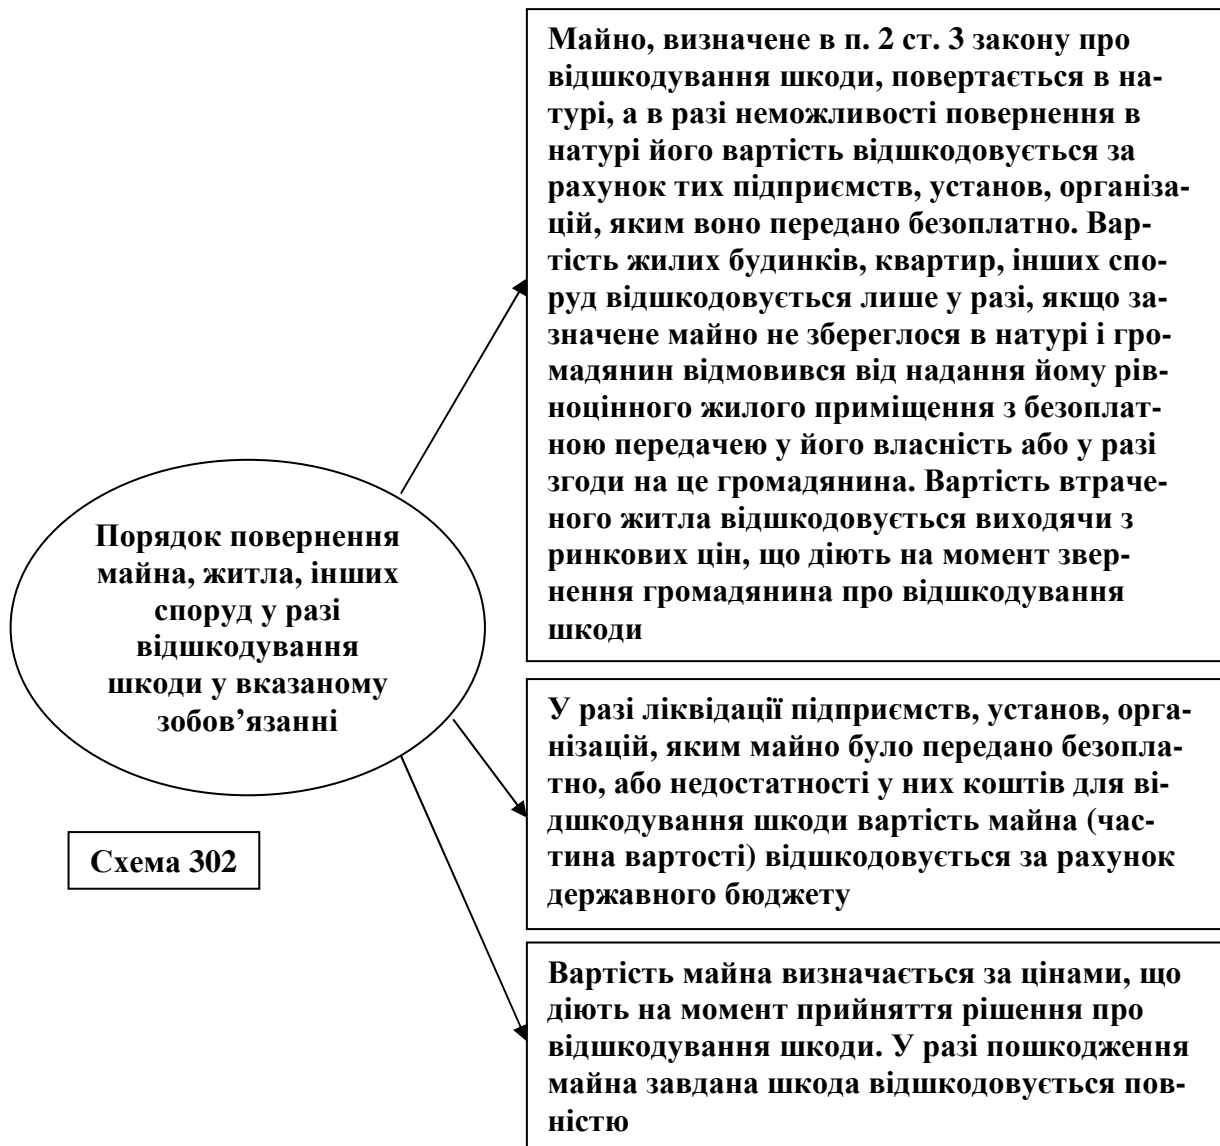 Майно, визначене в п. 2 ст. 3 закону про
відшкодування шкоди, повертається в на-
турі, а в разі неможливості повернення в
натурі його вартість відшкодовується за
рахунок тих підприємств, установ, організа-
цій, яким воно передано безоплатно. Вар-
тість жилих будинків, квартир, інших спо-
руд відшкодовується лише у разі, якщо за-
значене майно не збереглося в натурі і гро-
мадянин відмовився від надання йому рів-
ноцінного жилого приміщення з безоплат-
ною передачею у його власність або у разі
згоди на це громадянина. Вартість втраче-
ного житла відшкодовується виходячи з
ринкових цін, що діють на момент звер-
нення громадянина про відшкодування
шкоди
Порядок повернення
майна, житла, інших
споруд у разі
відшкодування
шкоди у вказаному
зобов’язанні
У разі ліквідації підприємств, установ, орга-
нізацій, яким майно було передано безопла-
тно, або недостатності у них коштів для ві-
дшкодування шкоди вартість майна (час-
тина вартості) відшкодовується за рахунок
державного бюджету
Схема 302
Вартість майна визначається за цінами, що
діють на момент прийняття рішення про
відшкодування шкоди. У разі пошкодження
майна завдана шкода відшкодовується пов-
ністю